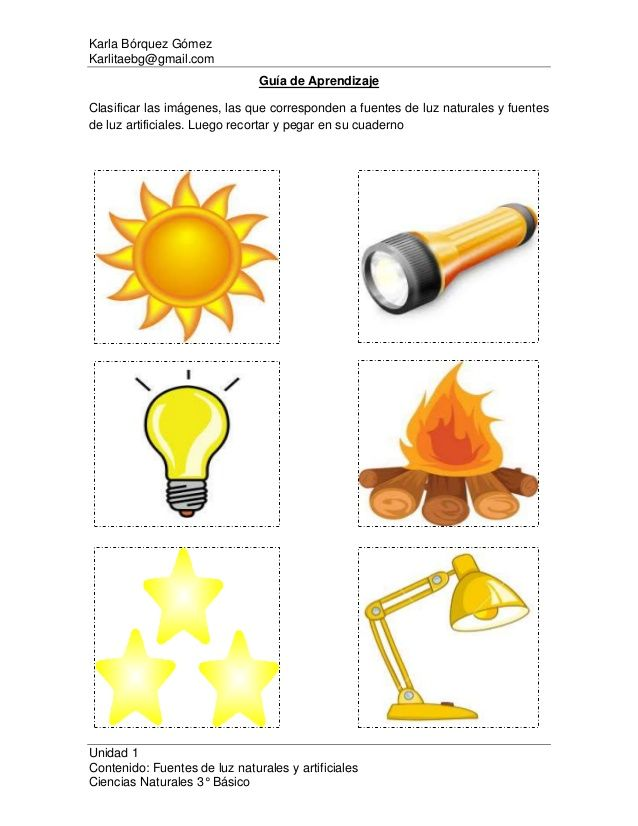 Karla Bórquez Gómez
Karlitaebg@gmail.com
Guía de Aprendizaje
Clasificar las imágenes, las que corresponden a fuentes de luz naturales y fuentes
de luz artificiales. Luego recortar y pegar en su cuaderno
Unidad 1
Contenido: Fuentes de luz naturales y artificiales
Ciencias Naturales 3° Básico